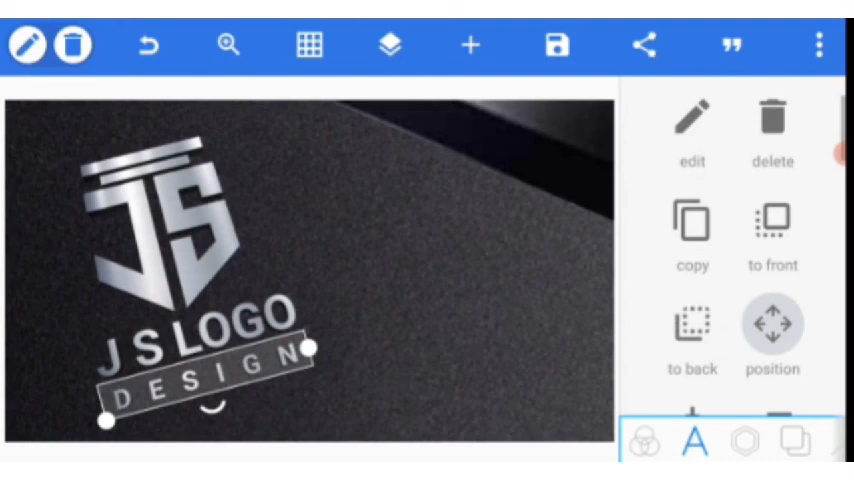 edit
delete
copy
to front
to back
position
JS
J S LOGO
DESIGN
A